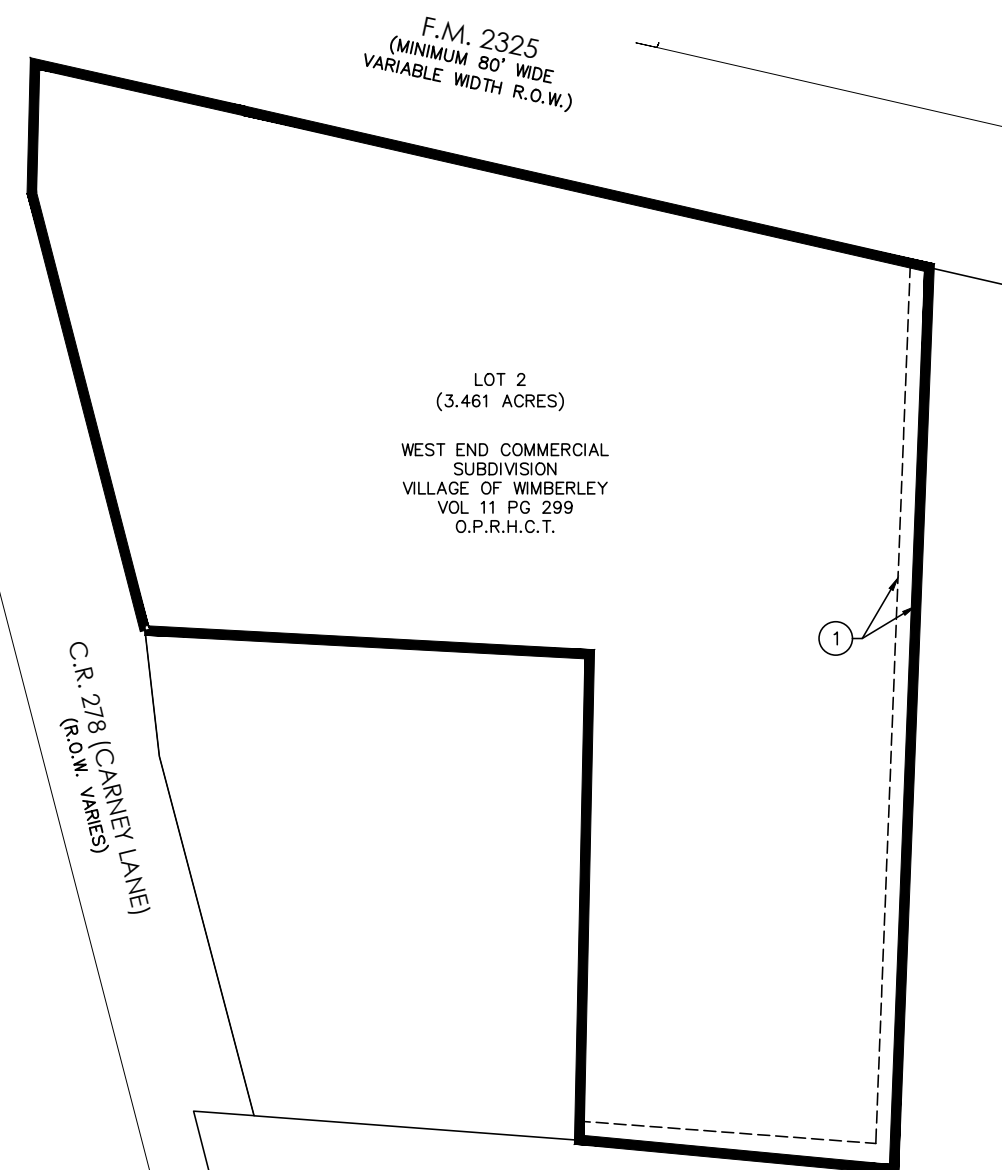 F.M. 2325
(MINIMUM 80' WIDE
VARIABLE WIDTH R.O.W.)
LOT 2
(3.461 ACRES)
WEST END COMMERCIAL
SUBDIVISION
VILLAGE OF WIMBERLEY
VOL 11 PG 299
O.P.R.H.C.T.
1
C.R. 278 (CARNEY LANE)
(R.O.W. VARIES)